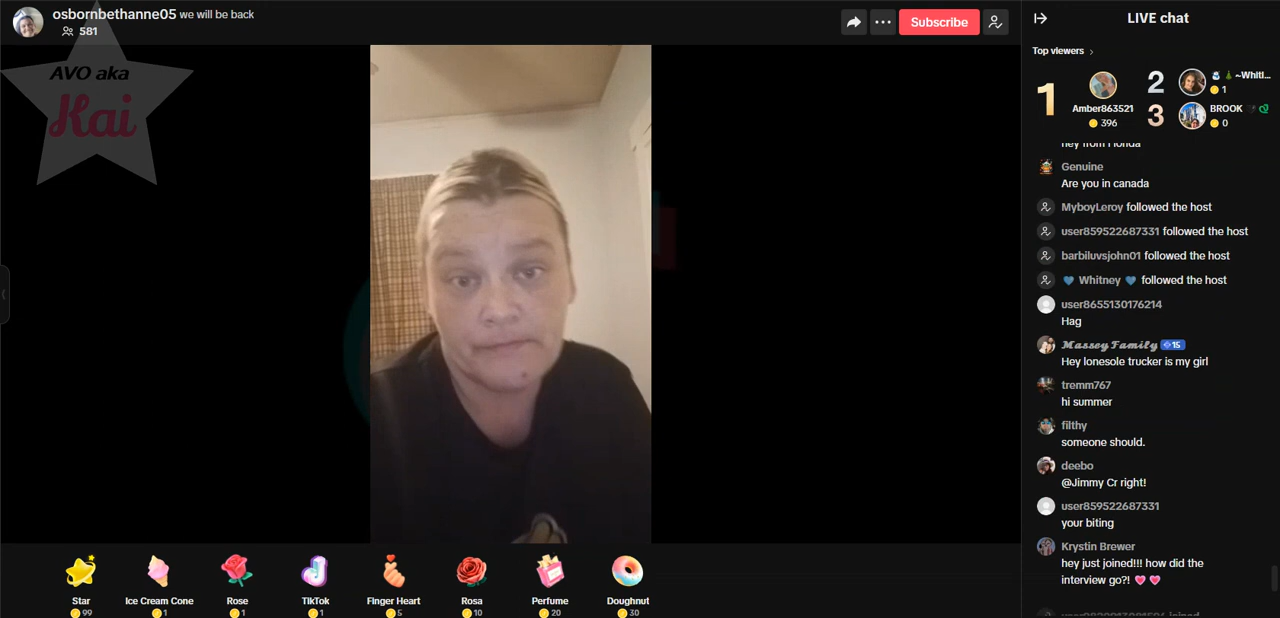 osbornbethanne05 we will be back
581
Subscribe
AVO aka
Kai
LIVE chat
Top viewers
1
Amber863521
396
2
~Whitl...
1
3
BROOK
0
hey from Florida
Genuine
Are you in canada
MyboyLeroy followed the host
user859522687331 followed the host
barbiluvsjohn01 followed the host
Whitney followed the host
user8655130176214
Hag
Massey Family 15
Hey lonesole trucker is my girl
tremm767
hi summer
filthy
someone should.
deebo
@Jimmy Cr right!
user859522687331
your biting
Krystin Brewer
hey just joined!!! how did the
interview go?!
Star
99
Ice Cream Cone
1
Rose
1
TikTok
1
Finger Heart
5
Rosa
10
Perfume
20
Doughnut
30